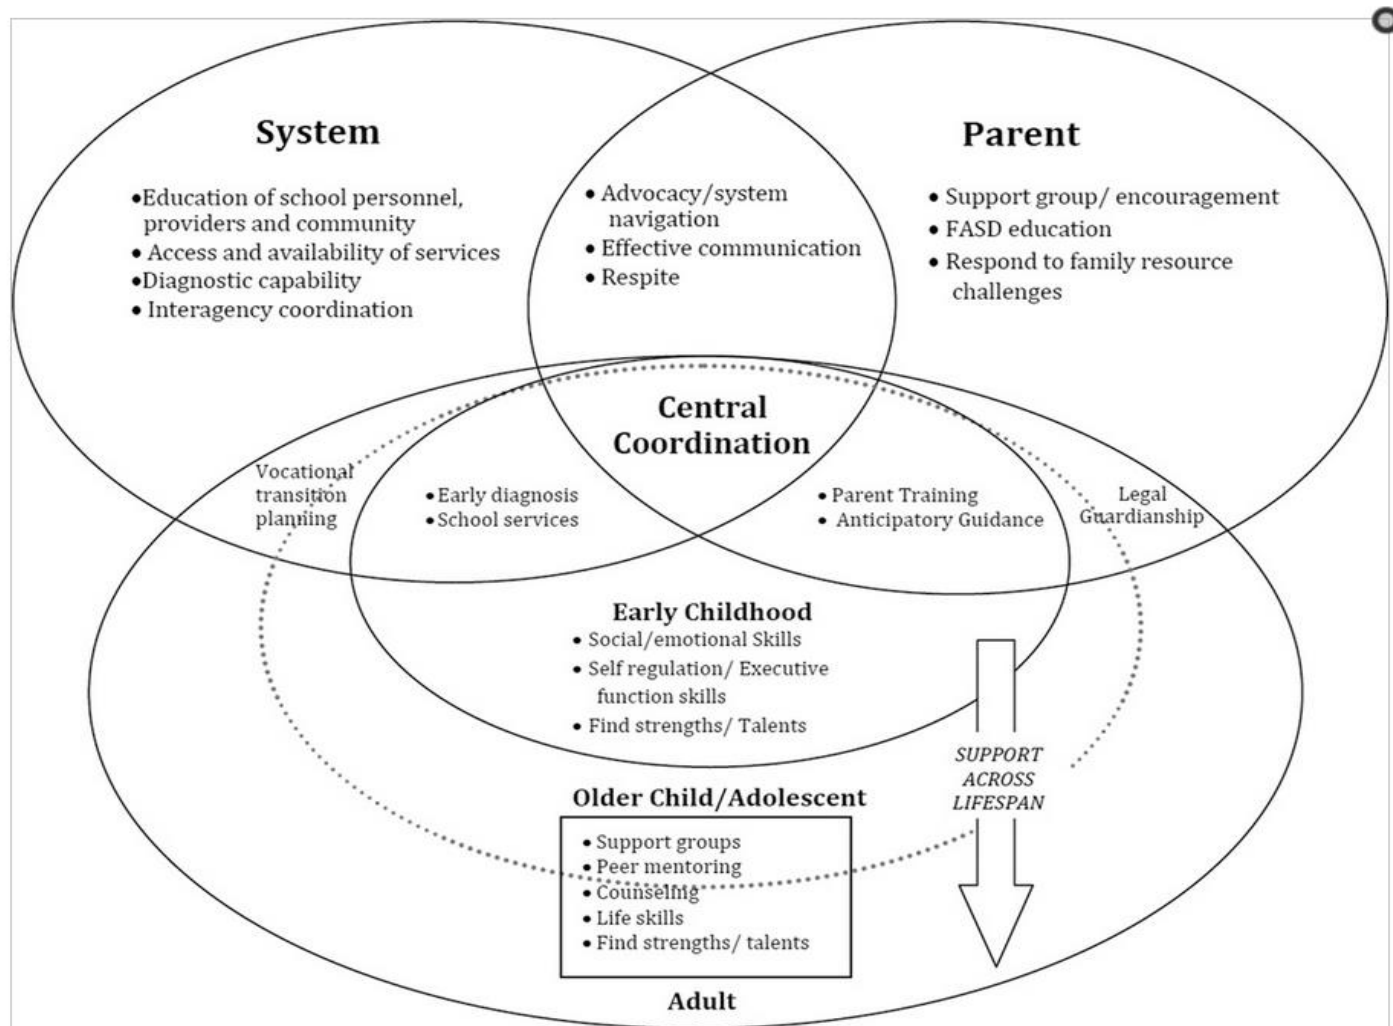 System
•Education of school personnel,
providers and community
• Access and availability of services
•Diagnostic capability
• Interagency coordination
• Advocacy/system
navigation
• Effective communication
• Respite
Parent
• Support group/ encouragement
• FASD education
• Respond to family resource
challenges
Central
Coordination
Vocational
transition
planning
• Early diagnosis
• School services
• Parent Training
• Anticipatory Guidance
Legal
Guardianship
Early Childhood
• Social/emotional Skills
• Self regulation/ Executive
function skills
• Find strengths/ Talents
SUPPORT
ACROSS
LIFESPAN
Older Child/Adolescent
• Support groups
• Peer mentoring
• Counseling
• Life skills
• Find strengths/ talents
Adult